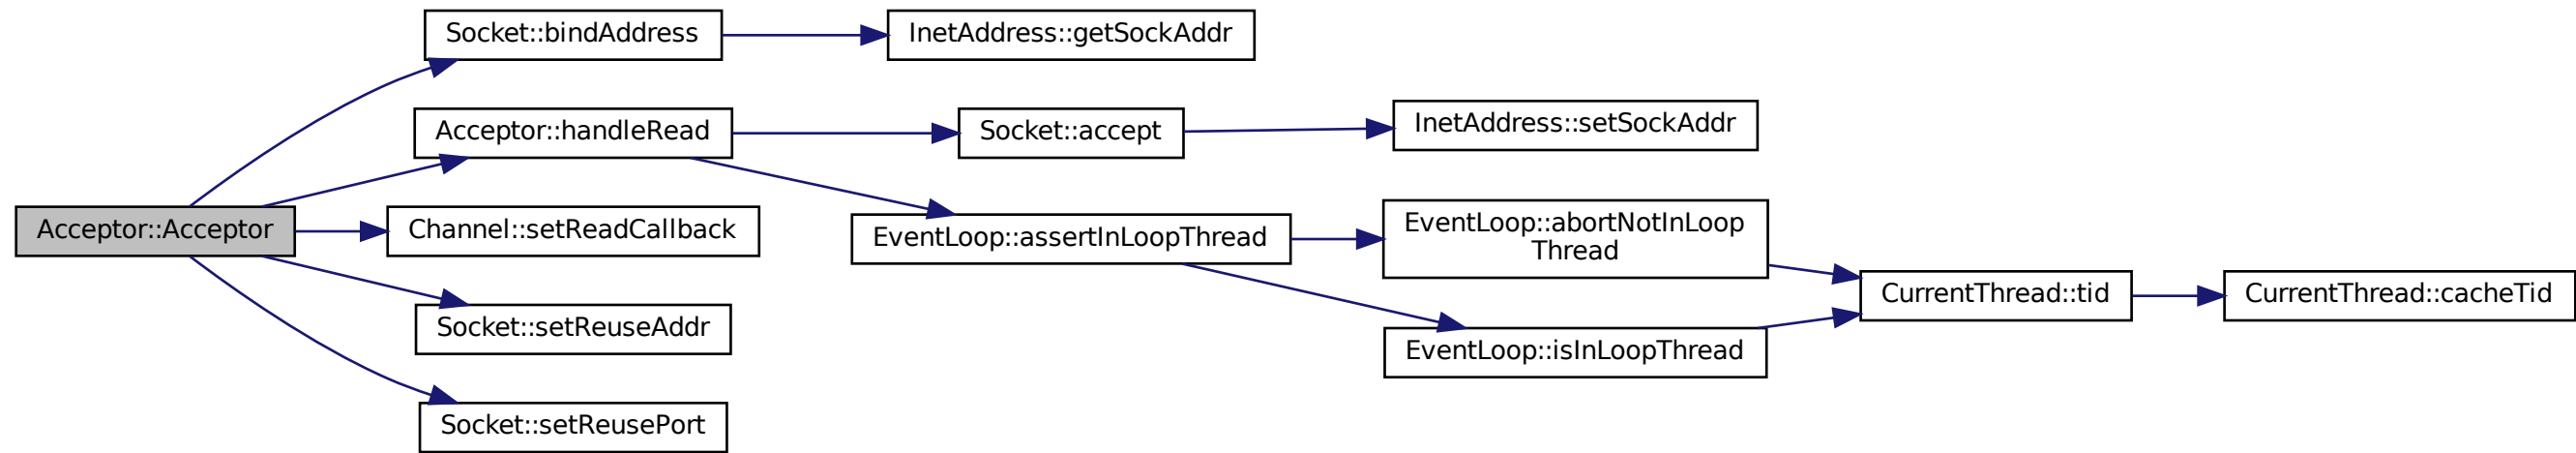 Socket::bindAddress
InetAddress::getSockAddr
Acceptor::handleRead
Socket::accept
InetAddress::setSockAddr
Acceptor::Acceptor
Channel::setReadCallback
EventLoop::assertInLoopThread
EventLoop::abortNotInLoop
Thread
CurrentThread::tid
CurrentThread::cacheTid
Socket::setReuseAddr
EventLoop::isInLoopThread
Socket::setReusePort